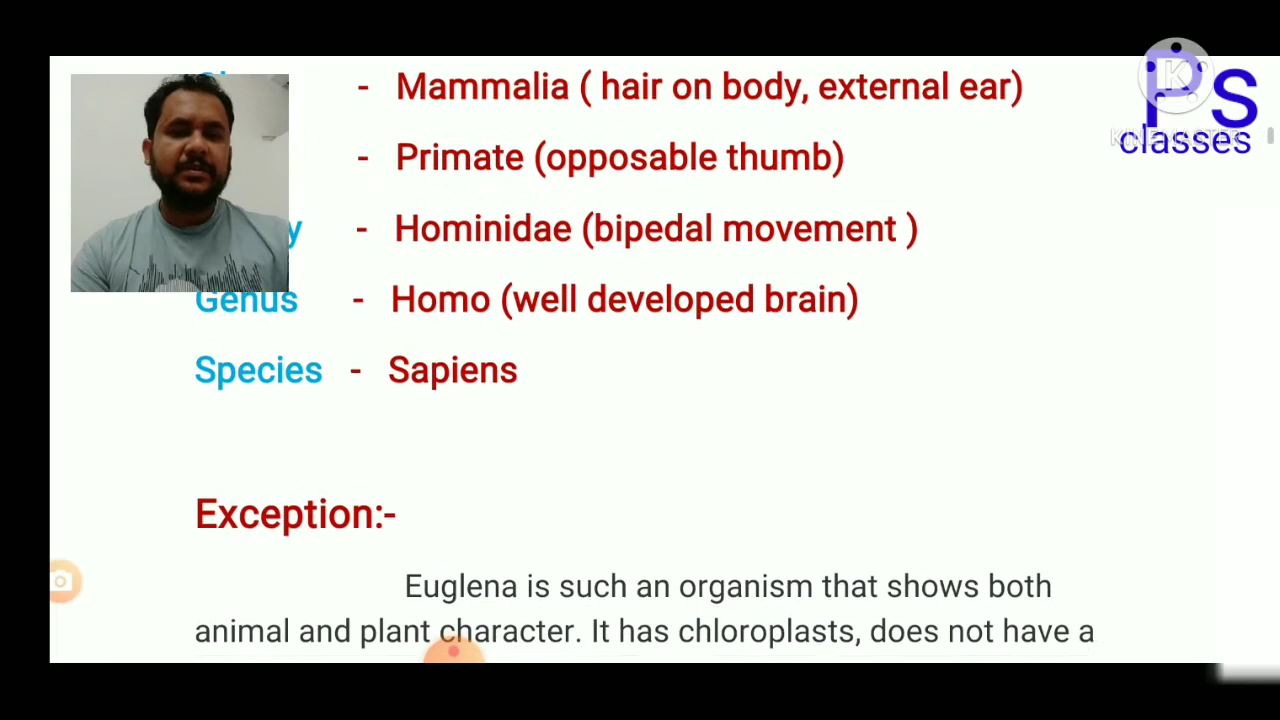 - Mammalia ( hair on body, external ear)
- Primate (opposable thumb)
- Hominidae (bipedal movement )
Genus - Homo (well developed brain)
Species - Sapiens
Exception:-
Euglena is such an organism that shows both
animal and plant character. It has chloroplasts, does not have a
Ps
classes
K
KINEMASTER